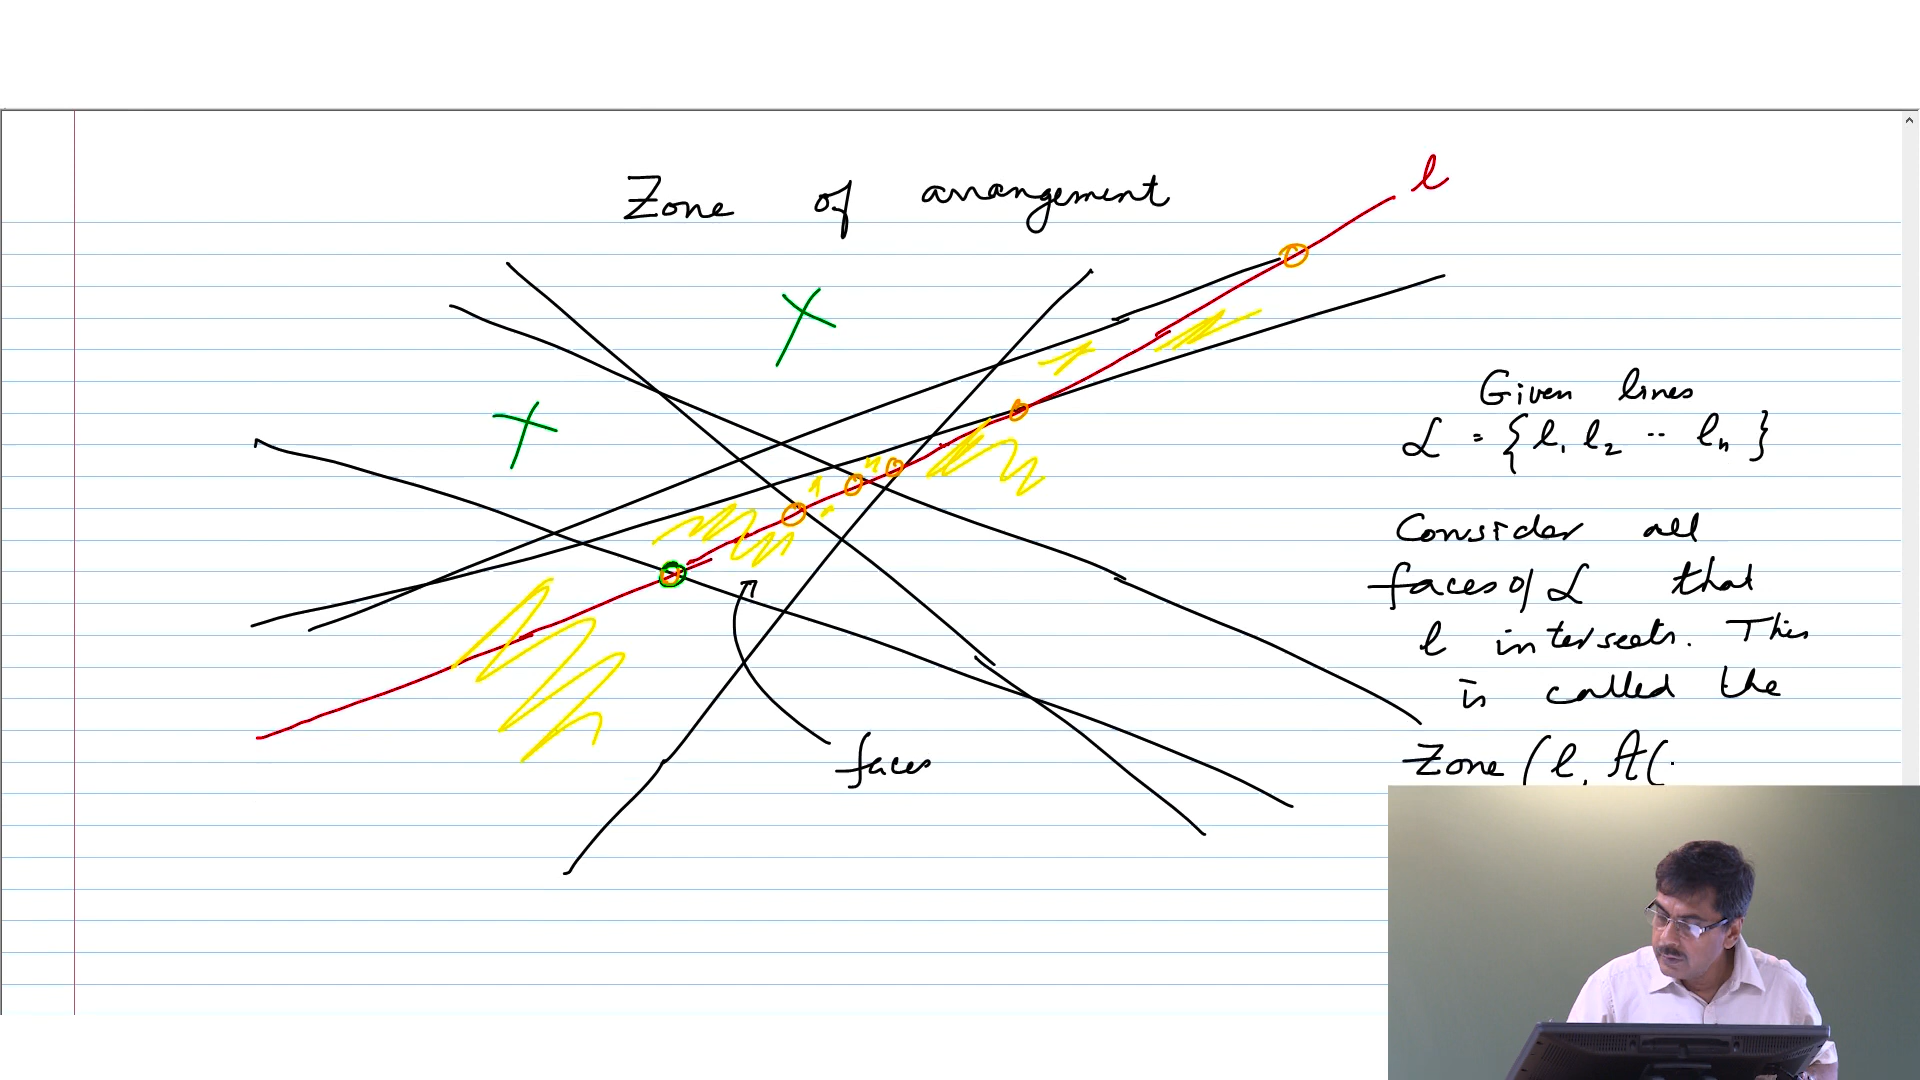 Zone of arrangement
l
Given lines
L = { l1 l2 .. ln }
Consider all
faces of L that
l intersects. This
is called the
Zone ( l, A(
faces